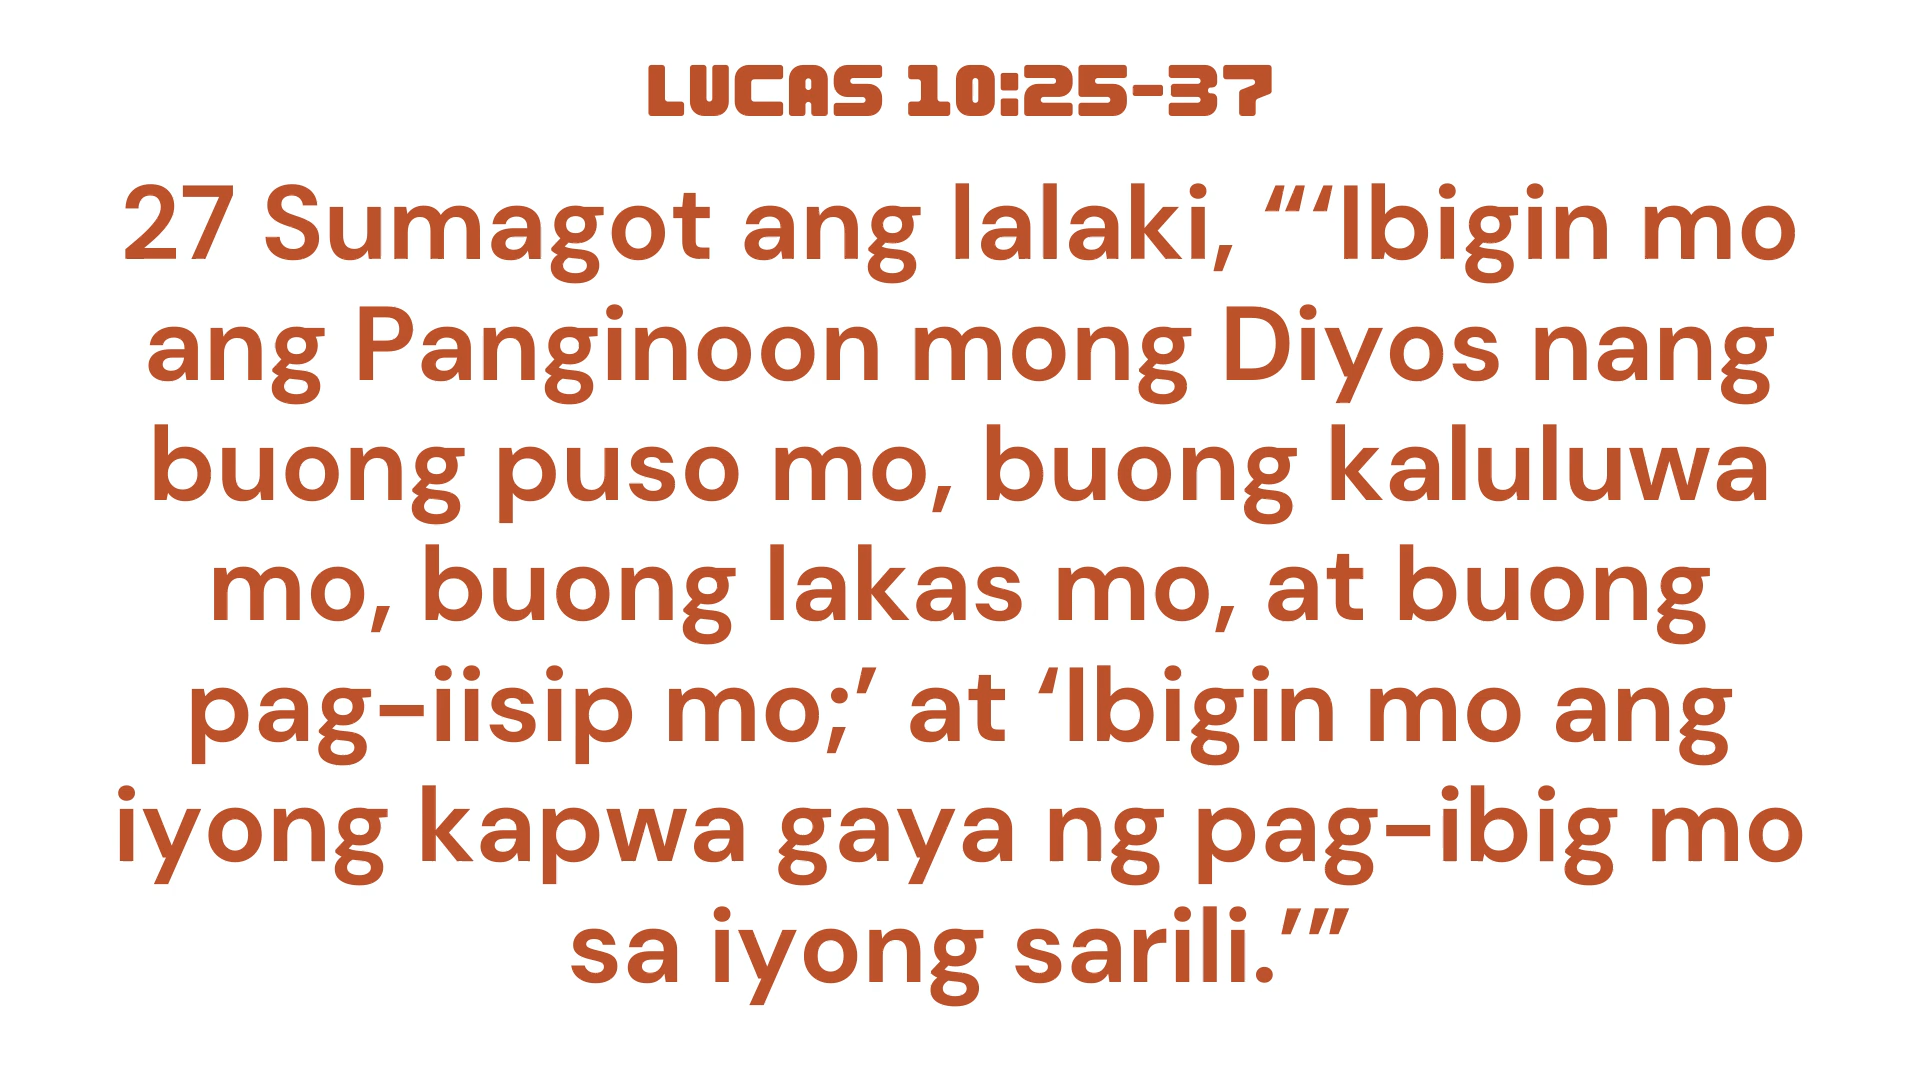 LUCAS 10:25-37
27 Sumagot ang lalaki, “‘Ibigin mo
ang Panginoon mong Diyos nang
buong puso mo, buong kaluluwa
mo, buong lakas mo, at buong
pag-iisip mo;’ at ‘Ibigin mo ang
iyong kapwa gaya ng pag-ibig mo
sa iyong sarili.’”